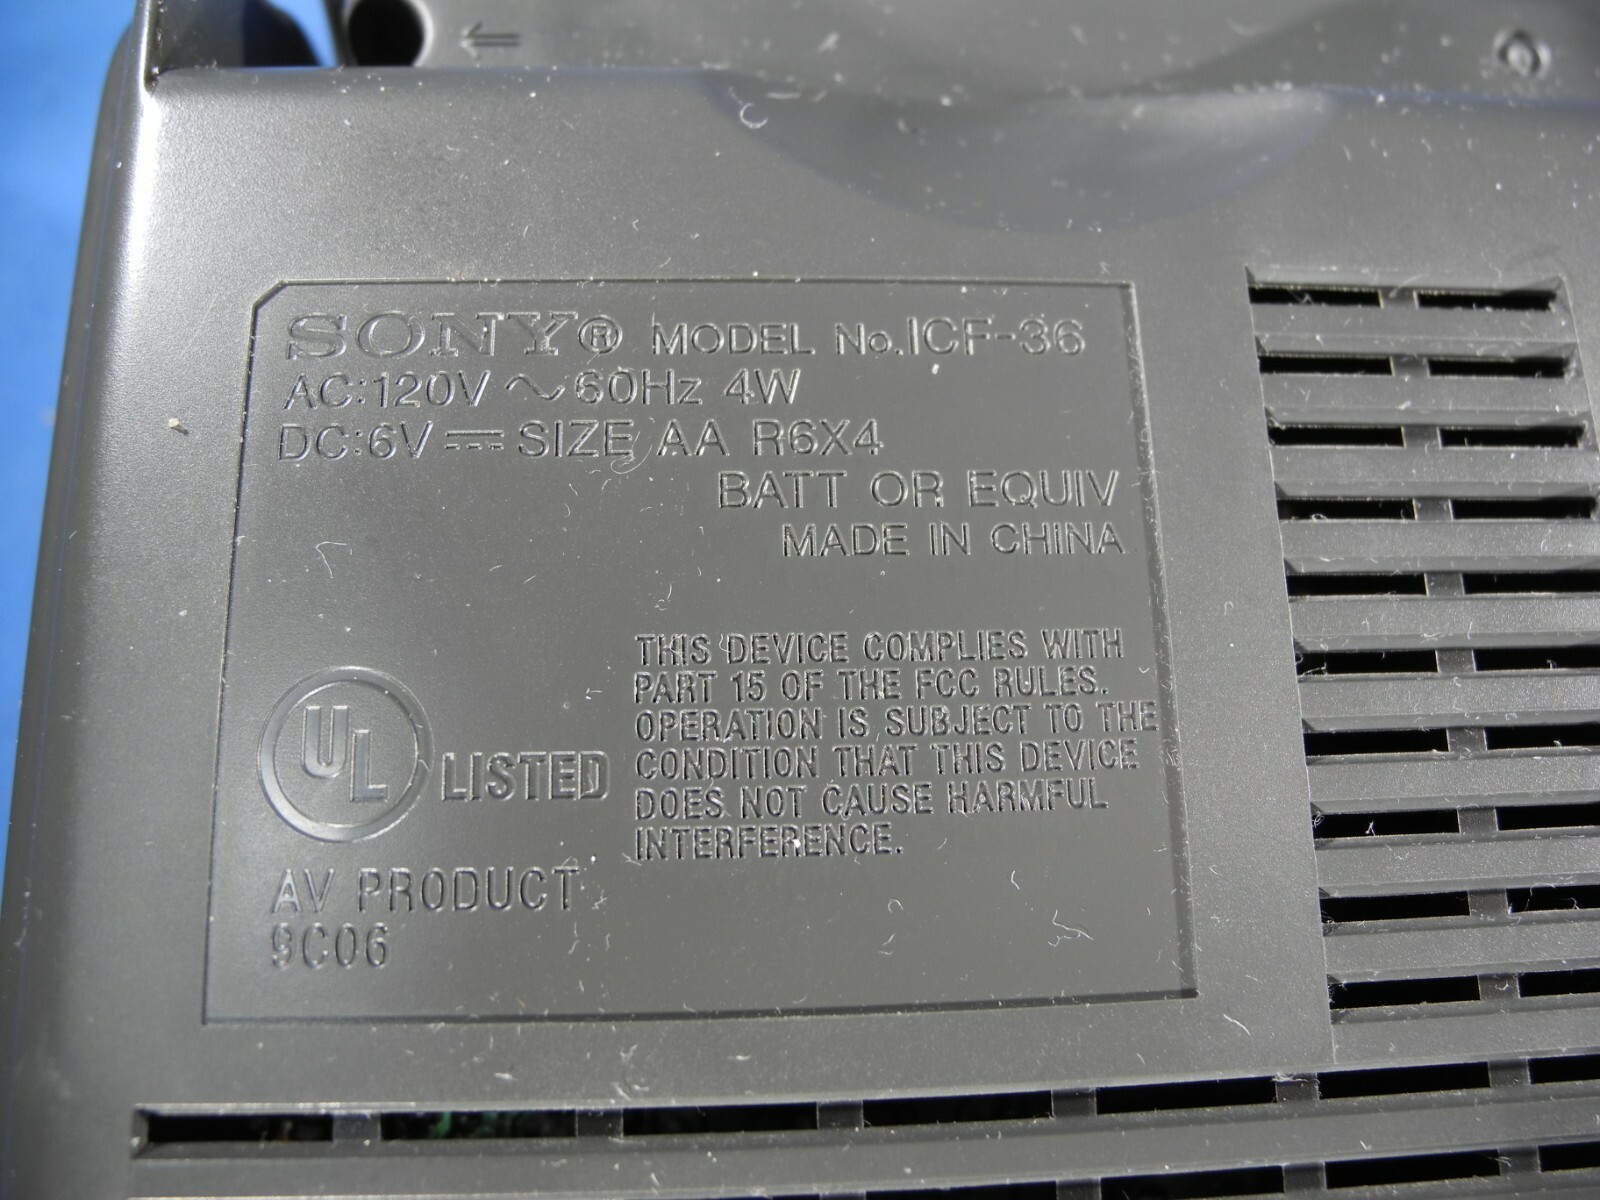 SONY® MODEL No. ICF-36
AC:120V ~ 60Hz 4W
DC:6V ⎓ SIZE AA R6X4
BATT OR EQUIV
MADE IN CHINA
THIS DEVICE COMPLIES WITH
PART 15 OF THE FCC RULES.
OPERATION IS SUBJECT TO THE
CONDITION THAT THIS DEVICE
DOES NOT CAUSE HARMFUL
INTERFERENCE.
UL LISTED
AV PRODUCT
9C06